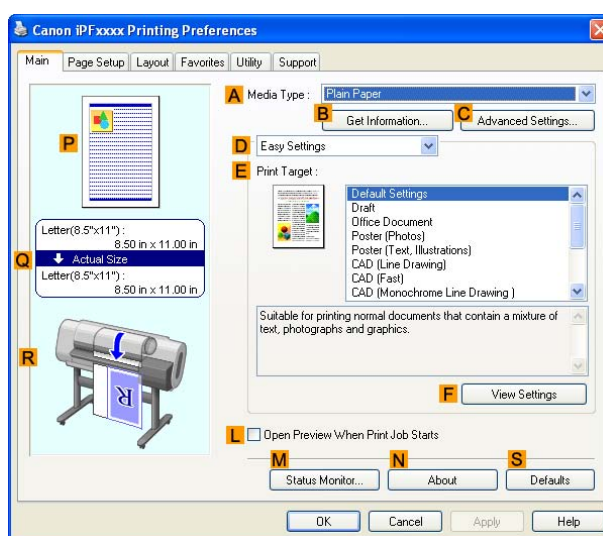 Canon iPFxxxx Printing Preferences
Main Page Setup Layout Favorites Utility Support
A Media Type : Plain Paper
B Get Information... C Advanced Settings...
D Easy Settings
E Print Target :
Default Settings
Draft
Office Document
Poster (Photos)
Poster (Text, Illustrations)
CAD (Line Drawing)
CAD (Fast)
CAD (Monochrome Line Drawing )
Suitable for printing normal documents that contain a mixture of
text, photographs and graphics.
F View Settings
P
Letter(8.5"x11") :
8.50 in x 11.00 in
Q Actual Size
Letter(8.5"x11") :
8.50 in x 11.00 in
R
R
L Open Preview When Print Job Starts
M Status Monitor... N About S Defaults
OK Cancel Apply Help